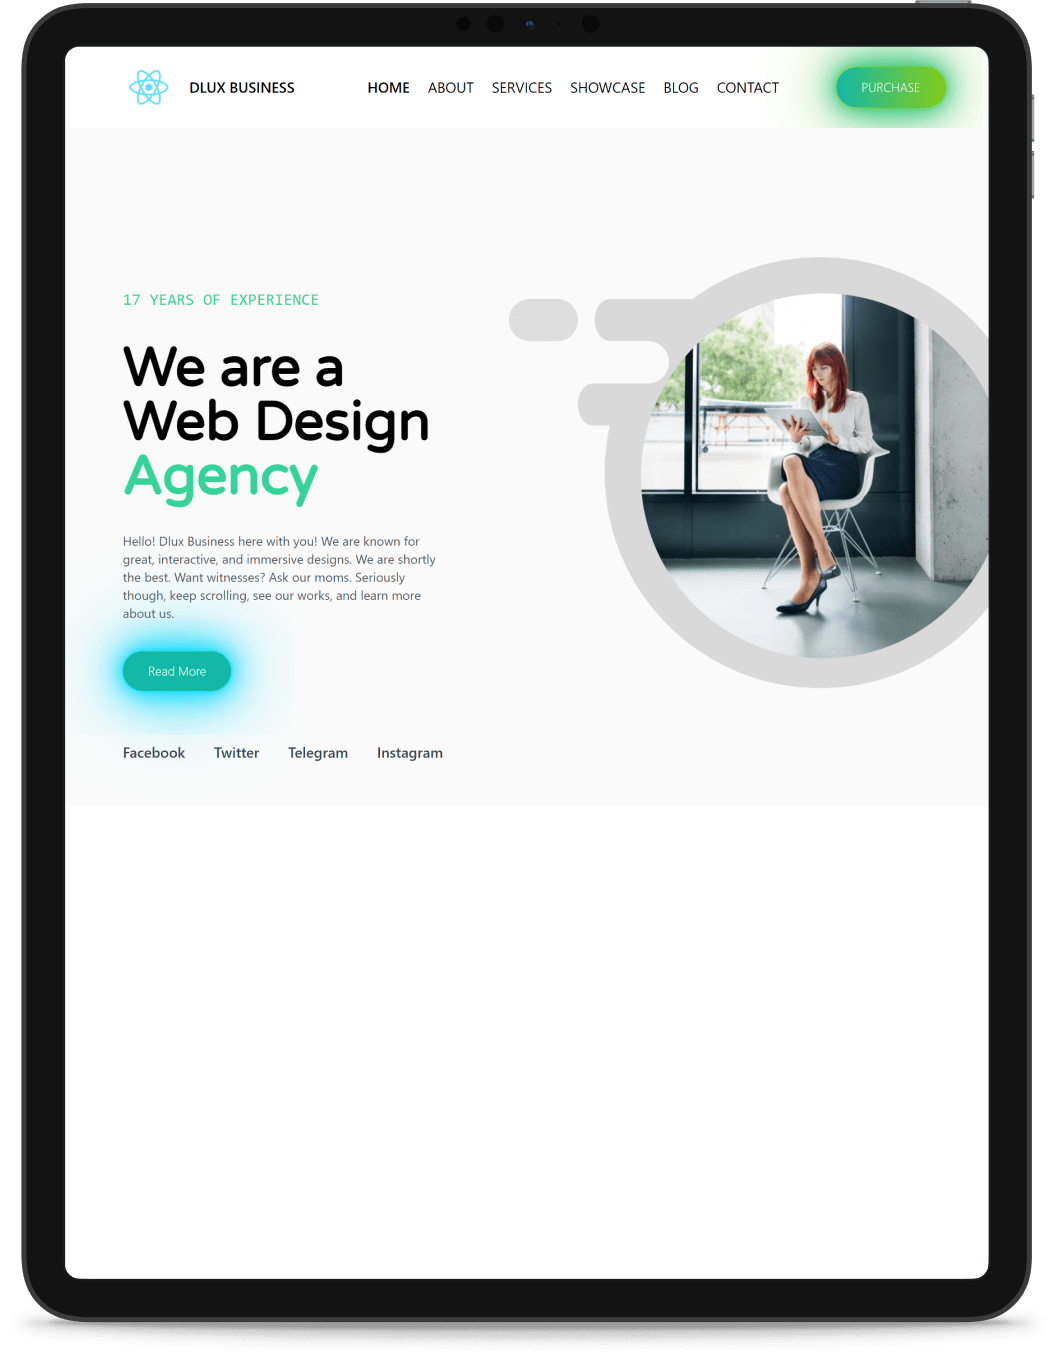 DLUX BUSINESS
HOME ABOUT SERVICES SHOWCASE BLOG CONTACT
PURCHASE
17 YEARS OF EXPERIENCE
We are a
Web Design
Agency
Hello! Dlux Business here with you! We are known for
great, interactive, and immersive designs. We are shortly
the best. Want witnesses? Ask our moms. Seriously
though, keep scrolling, see our works, and learn more
about us.
Read More
Facebook Twitter Telegram Instagram